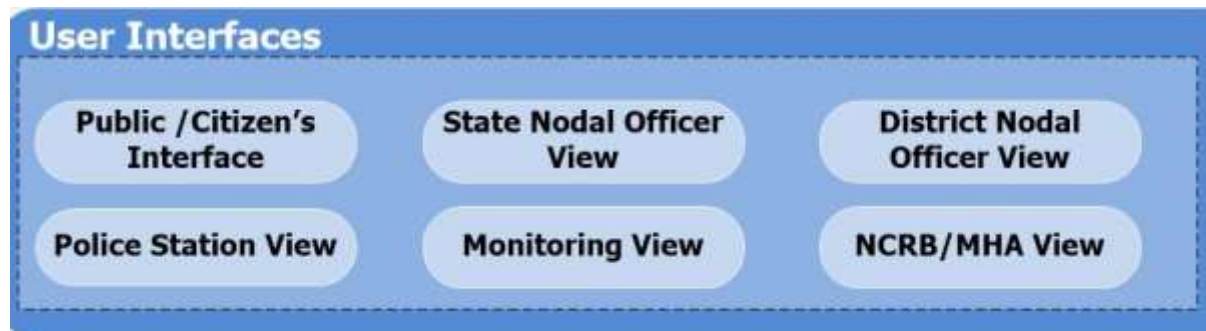 User Interfaces
Public /Citizen's
Interface
State Nodal Officer
View
District Nodal
Officer View
Police Station View
Monitoring View
NCRB/MHA View